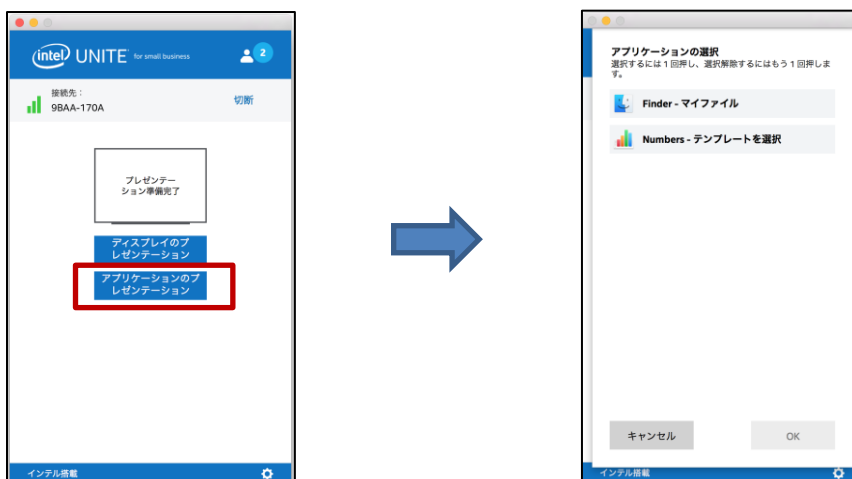 intel UNITE for small business 2
接続先：
9BAA-170A
切断
プレゼンテー
ション準備完了
ディスプレイのプ
レゼンテーション
アプリケーションのプ
レゼンテーション
インテル搭載
アプリケーションの選択
選択するには１回押し、選択解除するにはもう１回押しま
す。
Finder - マイファイル
Numbers - テンプレートを選択
キャンセル
OK
インテル搭載